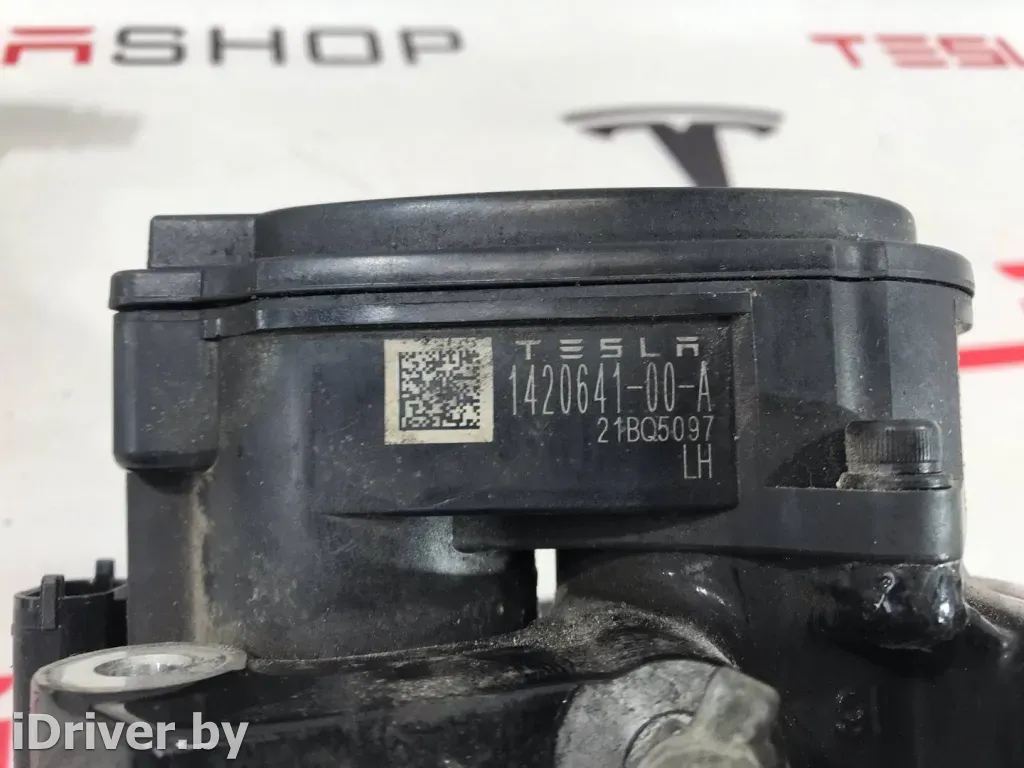 ASHOP
TESL
TESLA
1420641-00-A
21BQ5097
LH
iDriver.by